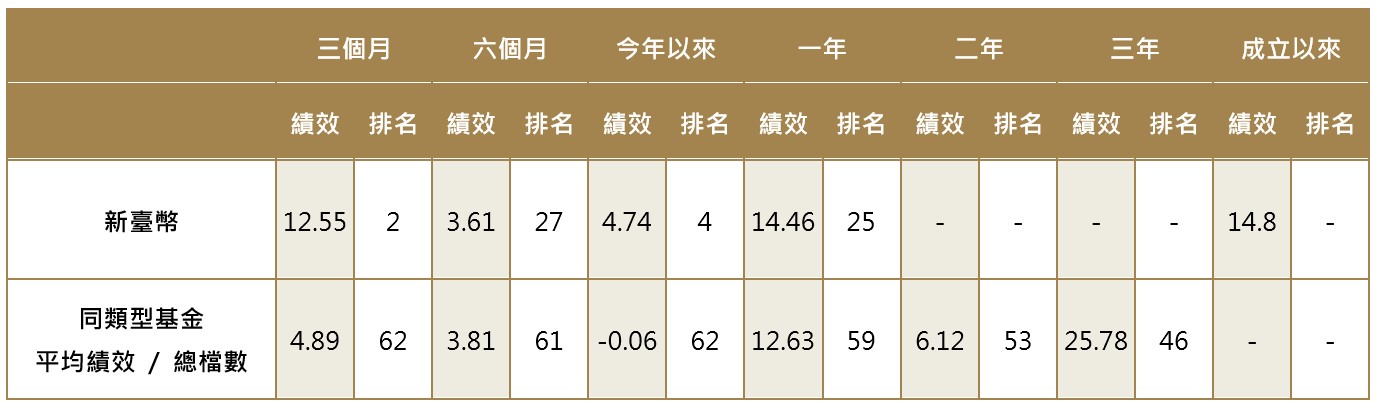 三個月 六個月 今年以來 一年 二年 三年 成立以來
績效 排名 績效 排名 績效 排名 績效 排名 績效 排名 績效 排名 績效 排名
新臺幣 12.55 2 3.61 27 4.74 4 14.46 25 - - - - 14.8 -
同類型基金
平均績效 / 總檔數 4.89 62 3.81 61 -0.06 62 12.63 59 6.12 53 25.78 46 - -